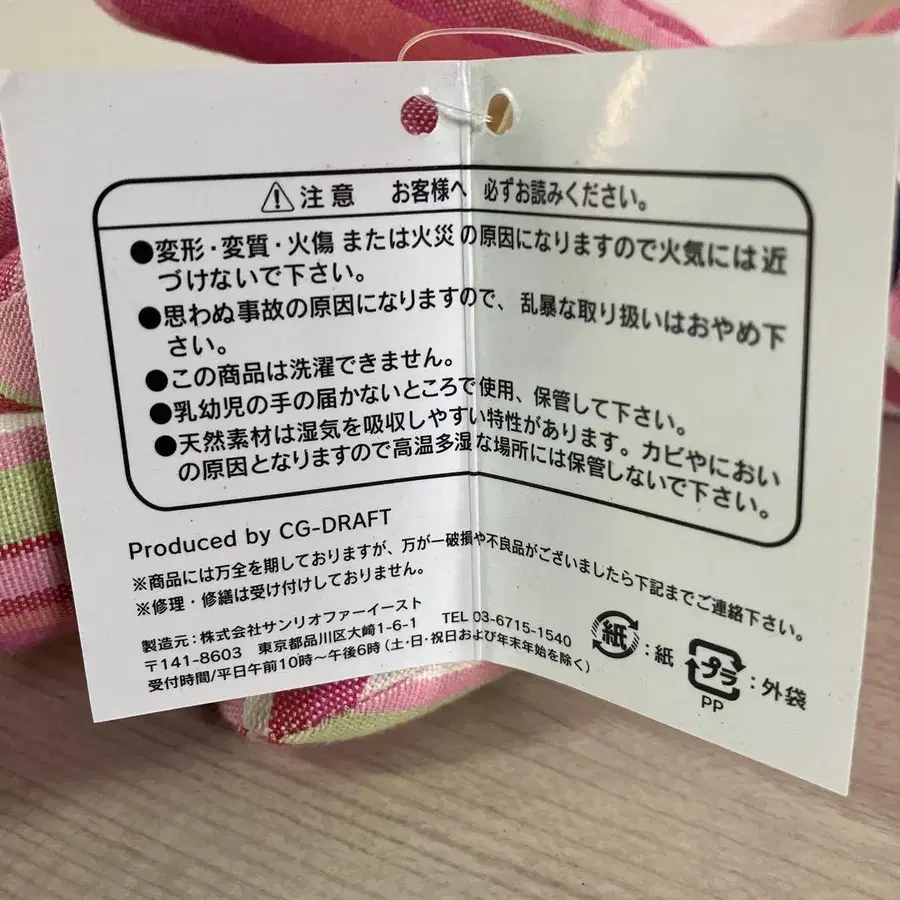 注意 お客様へ 必ずお読みください。
●変形・変質・火傷 または火災の原因になりますので火気には近
づけないで下さい。
●思わぬ事故の原因になりますので、乱暴な取り扱いはおやめ下
さい。
●この商品は洗濯できません。
●乳幼児の手の届かないところで使用、保管して下さい。
●天然素材は湿気を吸収しやすい特性があります。カビやにおい
の原因となりますので高温多湿な場所には保管しないで下さい。
Produced by CG-DRAFT
※商品には万全を期しておりますが、万が一破損や不良品がございましたら下記までご連絡下さい。
※修理・修繕は受け付けしておりません。
製造元：株式会社サンリオファーイースト
〒141-8603 東京都品川区大崎1-6-1 TEL 03-6715-1540
受付時間/平日午前10時～午後6時(土・日・祝日および年末年始を除く)
紙：紙
プラ：外袋
PP